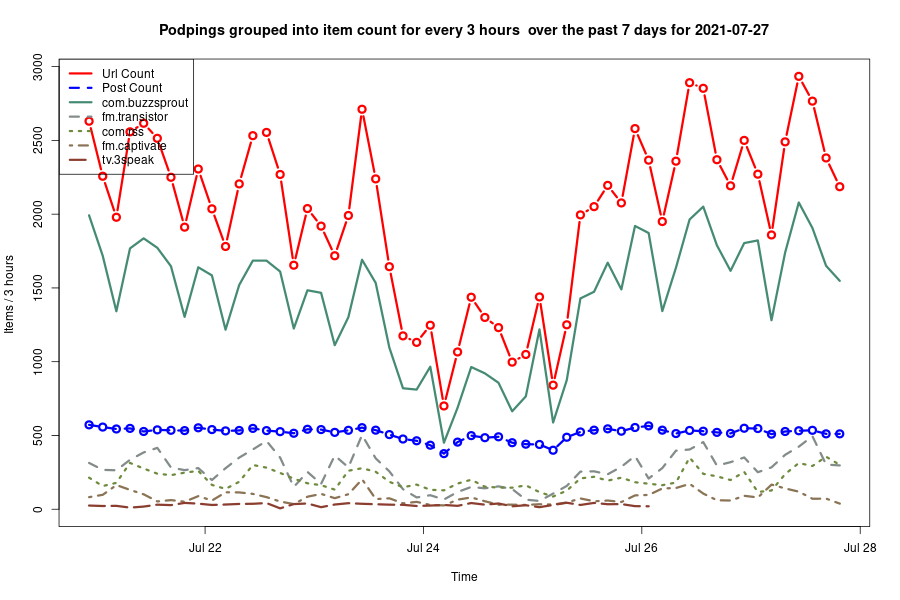 Podpings grouped into item count for every 3 hours  over the past 7 days for 2021-07-27
Items / 3 hours
3000
2500
2000
1500
1000
500
0
Url Count
Post Count
com.buzzsprout
fm.transistor
fm.captivate
tv.3speak
Jul 22
Jul 24
Jul 26
Jul 28
Time